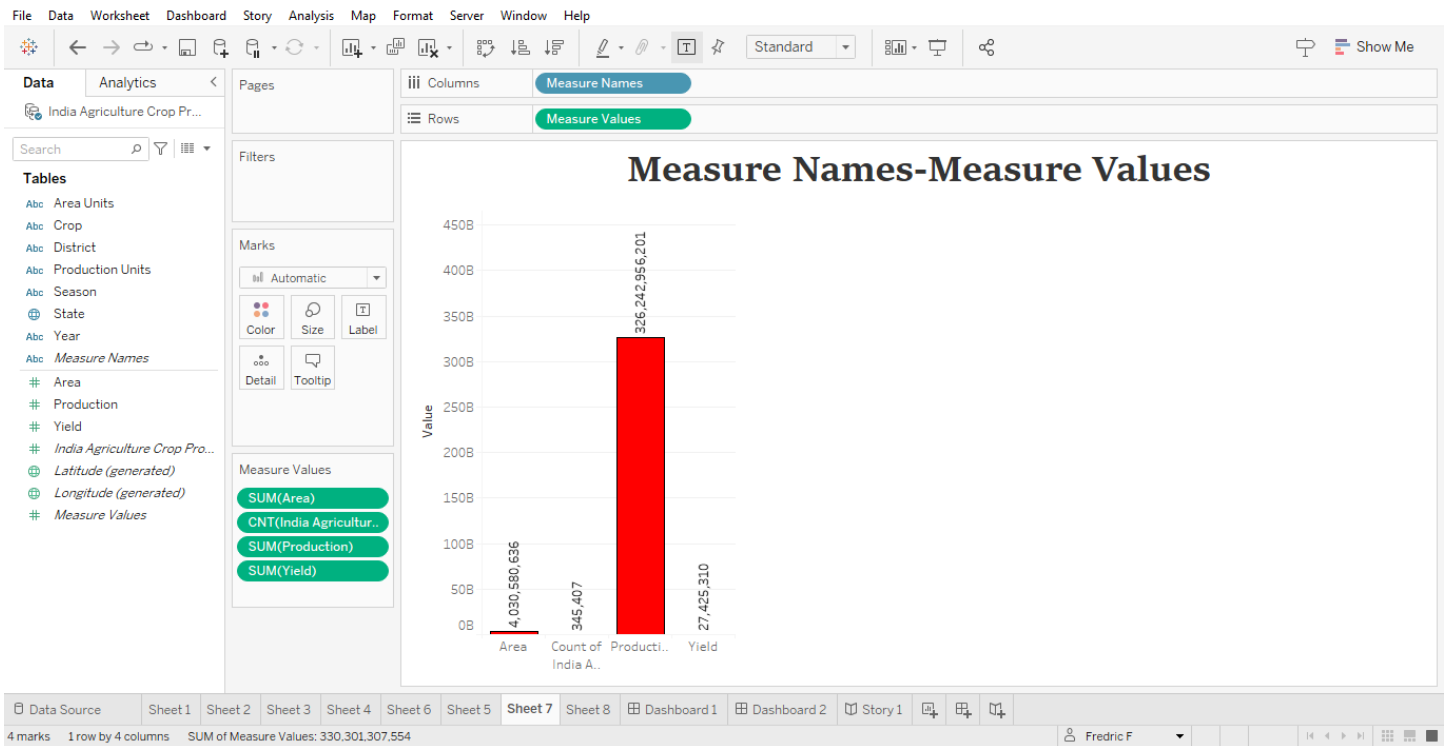 File Data Worksheet Dashboard Story Analysis Map Format Server Window Help
Standard
Show Me
Data Analytics
India Agriculture Crop Pr...
Search
Tables
Abc Area Units
Abc Crop
Abc District
Abc Production Units
Abc Season
State
Abc Year
Abc Measure Names
# Area
# Production
# Yield
# India Agriculture Crop Pro...
Latitude (generated)
Longitude (generated)
# Measure Values
Pages
Filters
Marks
Automatic
Color Size Label
Detail Tooltip
Measure Values
SUM(Area)
CNT(India Agricultur..
SUM(Production)
SUM(Yield)
Columns Measure Names
Rows Measure Values
Measure Names-Measure Values
450B
400B
350B
300B
250B
200B
150B
100B
50B
0B
Value
4,030,580,636
345,407
326,242,956,201
27,425,310
Area Count of Producti.. Yield
India A..
Data Source Sheet 1 Sheet 2 Sheet 3 Sheet 4 Sheet 6 Sheet 5 Sheet 7 Sheet 8 Dashboard 1 Dashboard 2 Story 1
4 marks 1 row by 4 columns SUM of Measure Values: 330,301,307,554 Fredric F